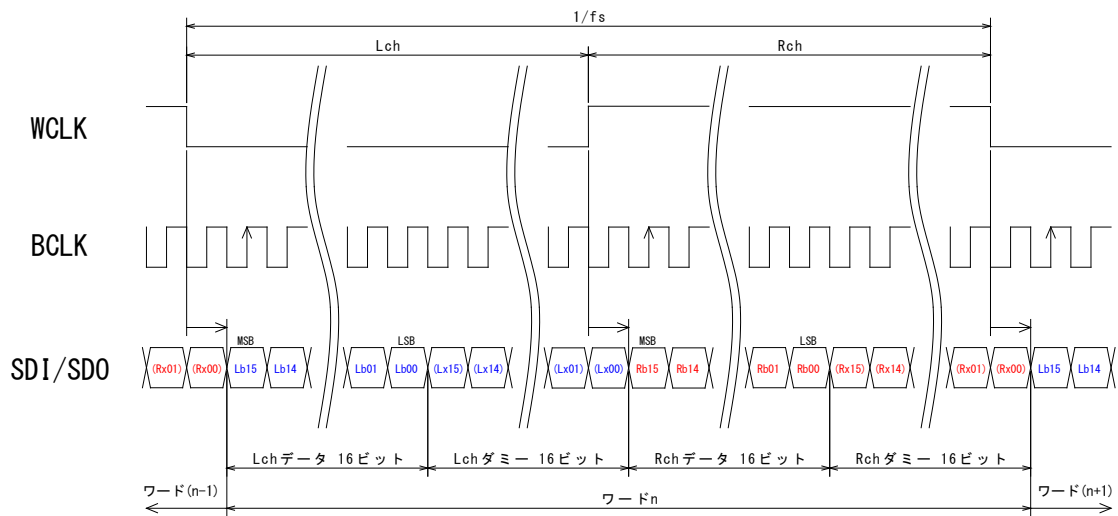 1/fs
Lch Rch
WCLK
BCLK
SDI/SDO
MSB LSB MSB LSB
(Rx01) (Rx00) Lb15 Lb14 Lb01 Lb00 (Lx15) (Lx14) (Lx01) (Lx00) Rb15 Rb14 Rb01 Rb00 (Rx15) (Rx14) (Rx01) (Rx00) Lb15 Lb14
Lchデータ 16ビット Lchダミー 16ビット Rchデータ 16ビット Rchダミー 16ビット
ワード(n-1) ワードn ワード(n+1)